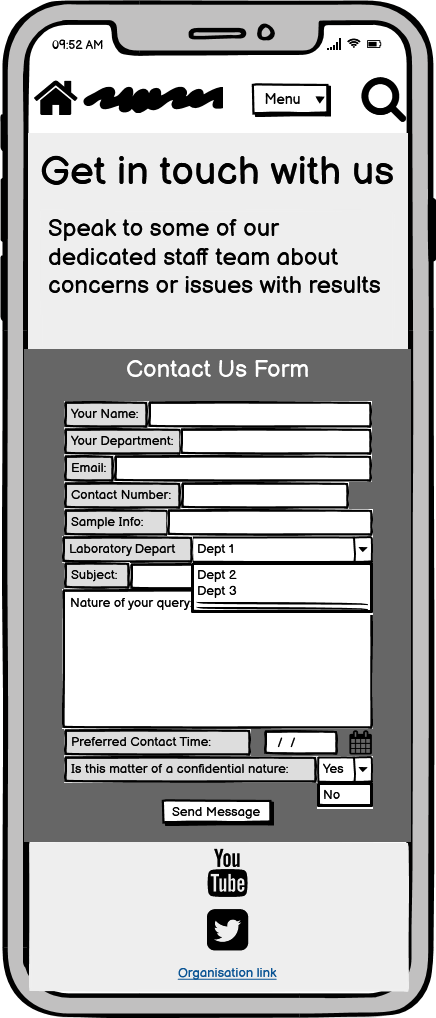 09:52 AM
Menu
Get in touch with us
Speak to some of our
dedicated staff team about
concerns or issues with results
Contact Us Form
Your Name:
Your Department:
Email:
Contact Number:
Sample Info:
Laboratory Depart Dept 1
Dept 2
Subject:
Dept 3
Nature of your query
Preferred Contact Time: / /
Is this matter of a confidential nature: Yes
No
Send Message
You
Tube
Organisation link